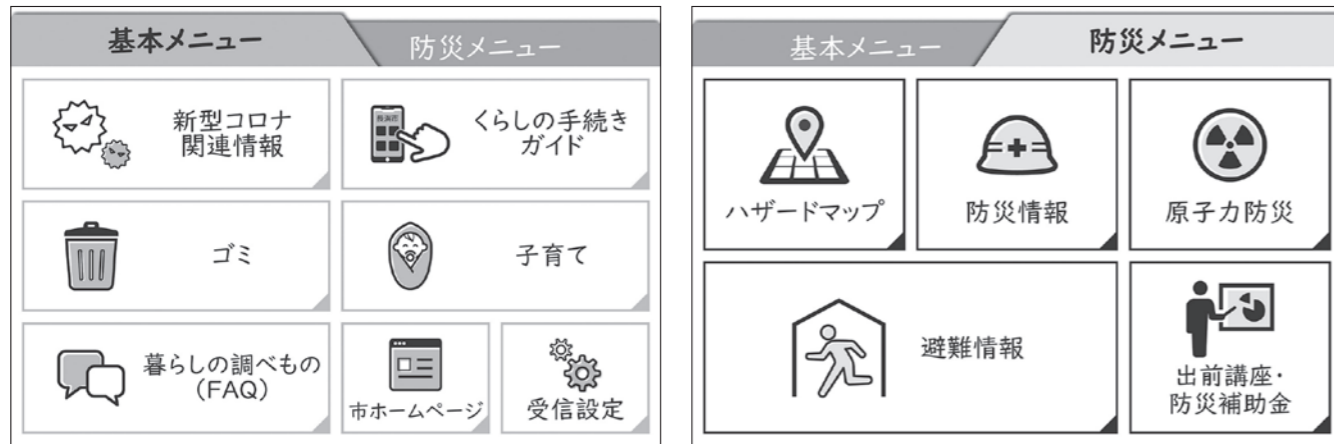 基本メニュー
防災メニュー
新型コロナ
関連情報
くらしの手続き
ガイド
ゴミ
子育て
暮らしの調べもの
(FAQ)
市ホームページ
受信設定
基本メニュー
防災メニュー
ハザードマップ
防災情報
原子力防災
避難情報
出前講座・
防災補助金